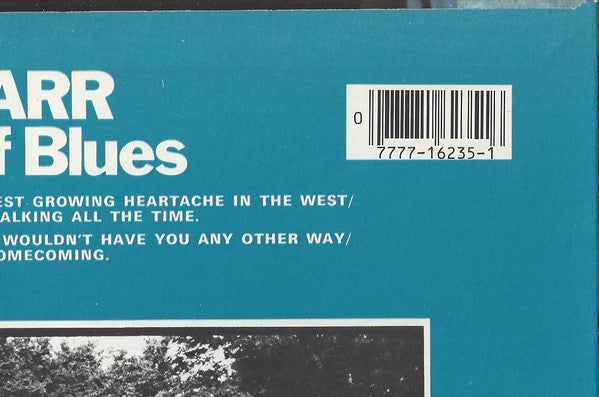 ARR
f Blues
EST GROWING HEARTACHE IN THE WEST/
ALKING ALL THE TIME.
WOULDN'T HAVE YOU ANY OTHER WAY/
OMECOMING.
0
7777-16235-1